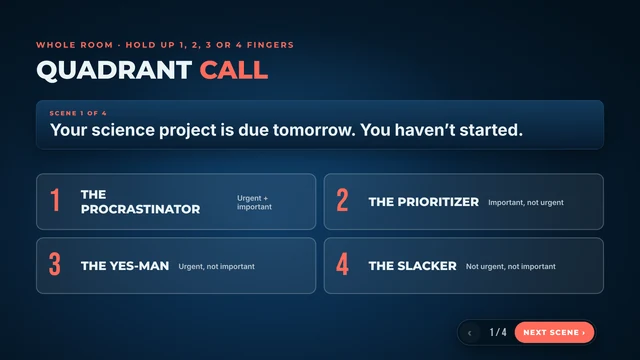 WHOLE ROOM · HOLD UP 1, 2, 3 OR 4 FINGERS
QUADRANT CALL
SCENE 1 OF 4
Your science project is due tomorrow. You haven’t started.
1 THE PROCRASTINATOR Urgent + important
2 THE PRIORITIZER Important, not urgent
3 THE YES-MAN Urgent, not important
4 THE SLACKER Not urgent, not important
‹ 1/4 NEXT SCENE ›